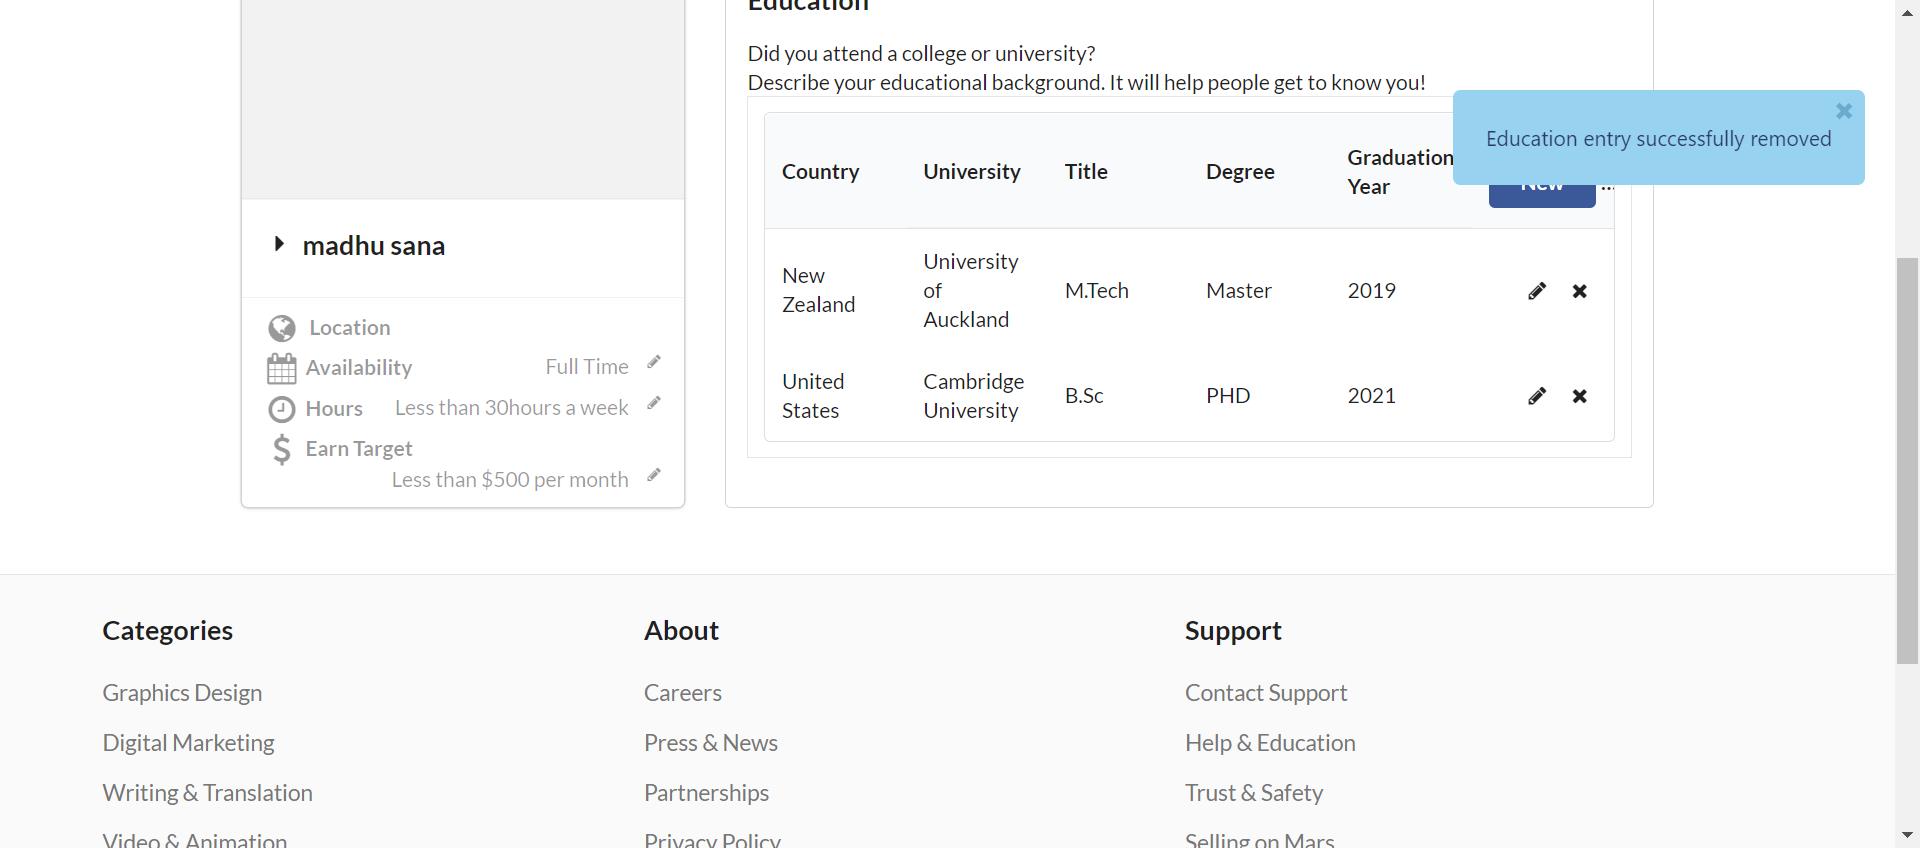 Education
Did you attend a college or university?
Describe your educational background. It will help people get to know you!
Education entry successfully removed
Country
University
Title
Degree
Graduation
Year
New
...
New
Zealand
University
of
Auckland
M.Tech
Master
2019
United
States
Cambridge
University
B.Sc
PHD
2021
madhu sana
Location
Availability
Full Time
Hours
Less than 30hours a week
Earn Target
Less than $500 per month
Categories
Graphics Design
Digital Marketing
Writing & Translation
Video & Animation
About
Careers
Press & News
Partnerships
Privacy Policy
Support
Contact Support
Help & Education
Trust & Safety
Selling on Mars